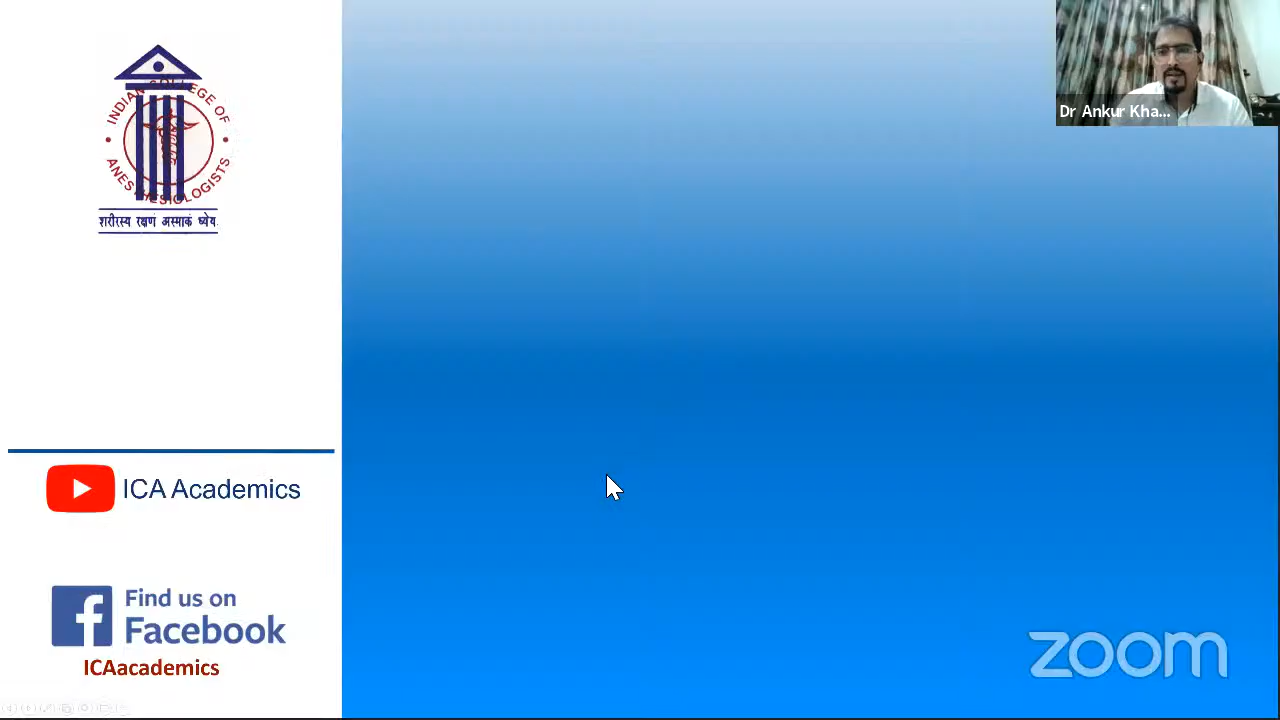 INDIAN COLLEGE OF
ANESTHESIOLOGISTS
शरीरस्य रक्षणं अस्माकं ध्येय
ICA Academics
Find us on
Facebook
ICAacademics
Dr Ankur Kha...
zoom